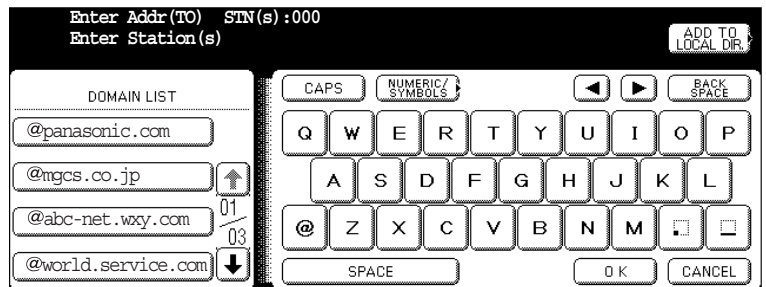 Enter Addr(TO) STN(s):000
Enter Station(s)
ADD TO
LOCAL DIR.
DOMAIN LIST
@panasonic.com
@mgcs.co.jp
@abc-net.wxy.com
@world.service.com
01
03
CAPS
NUMERIC/
SYMBOLS
BACK
SPACE
Q W E R T Y U I O P
A S D F G H J K L
@ Z X C V B N M . _
SPACE
OK
CANCEL